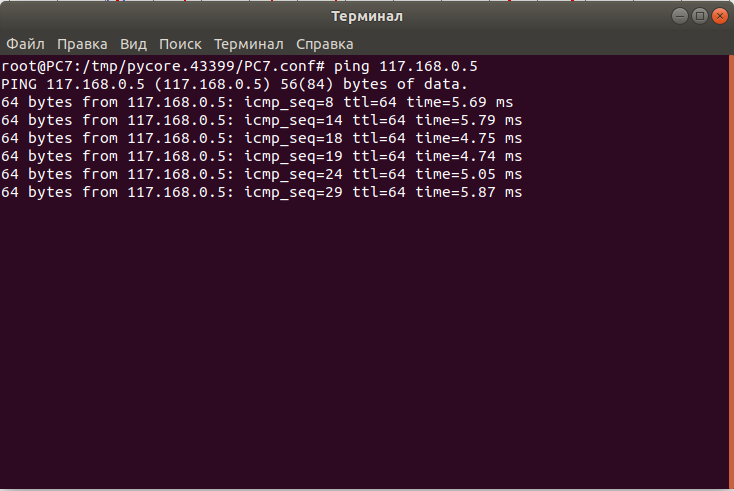 Терминал
Файл Правка Вид Поиск Терминал Справка
root@PC7:/tmp/pycore.43399/PC7.conf# ping 117.168.0.5
PING 117.168.0.5 (117.168.0.5) 56(84) bytes of data.
64 bytes from 117.168.0.5: icmp_seq=8 ttl=64 time=5.69 ms
64 bytes from 117.168.0.5: icmp_seq=14 ttl=64 time=5.79 ms
64 bytes from 117.168.0.5: icmp_seq=18 ttl=64 time=4.75 ms
64 bytes from 117.168.0.5: icmp_seq=19 ttl=64 time=4.74 ms
64 bytes from 117.168.0.5: icmp_seq=24 ttl=64 time=5.05 ms
64 bytes from 117.168.0.5: icmp_seq=29 ttl=64 time=5.87 ms